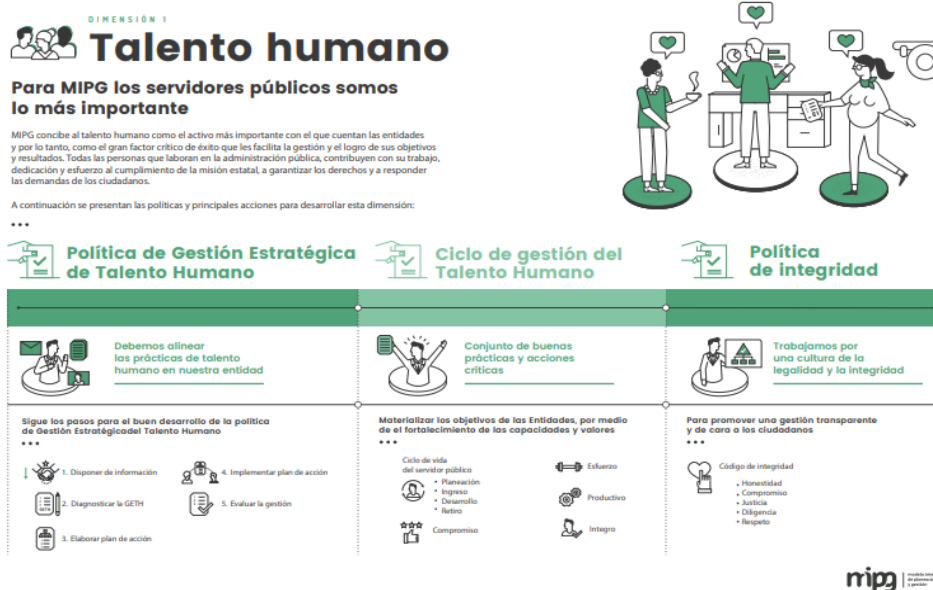 DIMENSIÓN 1
Talento humano
Para MIPG los servidores públicos somos
lo más importante
MIPG concibe al talento humano como el activo más importante con el que cuentan las entidades
y por lo tanto, como el gran factor crítico de éxito que les facilita la gestión y el logro de sus objetivos
y resultados. Todas las personas que laboran en la administración pública, contribuyen con su trabajo,
dedicación y esfuerzo al cumplimiento de la misión estatal, a garantizar los derechos y a responder
las demandas de los ciudadanos.
A continuación se presentan las políticas y principales acciones para desarrollar esta dimensión:
Política de Gestión Estratégica
de Talento Humano
Debemos alinear
las prácticas de talento
humano en nuestra entidad
Sigue los pasos para el buen desarrollo de la política
de Gestión Estratégicadel Talento Humano
1. Disponer de información
2. Diagnosticar la GETH
GETH
3. Elaborar plan de acción
4. Implementar plan de acción
5. Evaluar la gestión
Ciclo de gestión del
Talento Humano
Conjunto de buenas
prácticas y acciones
críticas
Materializar los objetivos de las Entidades, por medio
de el fortalecimiento de las capacidades y valores
Ciclo de vida
del servidor público
• Planeación
• Ingreso
• Desarrollo
• Retiro
Compromiso
Esfuerzo
Productivo
Integro
Política
de integridad
Trabajamos por
una cultura de la
legalidad y la integridad
Para promover una gestión transparente
y de cara a los ciudadanos
Código de integridad
• Honestidad
• Compromiso
• Justicia
• Diligencia
• Respeto
mipg
modelo
de planeación
y gestión